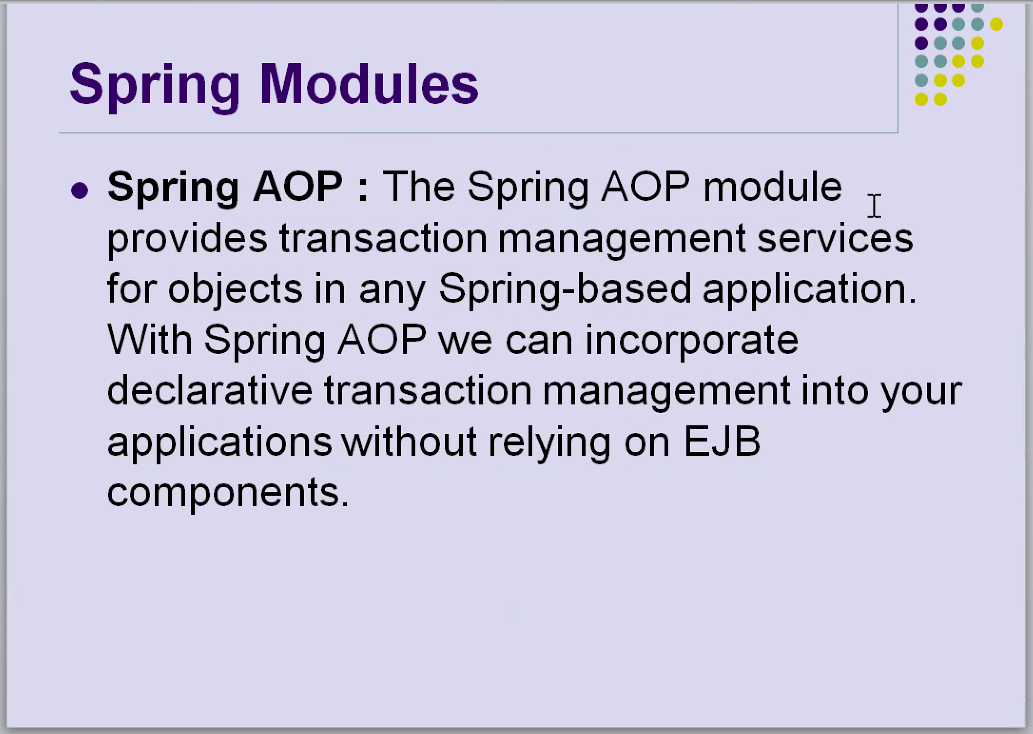 Spring Modules
Spring AOP : The Spring AOP module
provides transaction management services
for objects in any Spring-based application.
With Spring AOP we can incorporate
declarative transaction management into your
applications without relying on EJB
components.